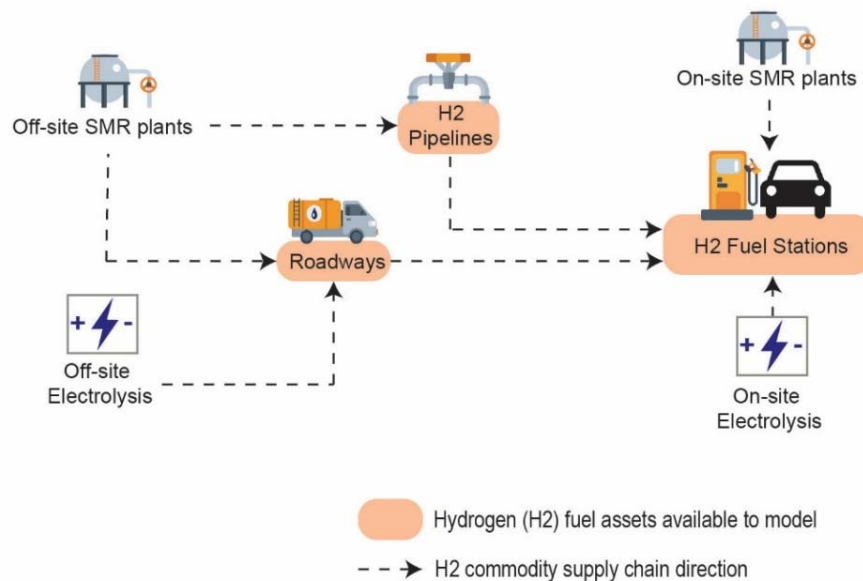 On-site SMR plants
Off-site SMR plants
H2
Pipelines
H2 Fuel Stations
Roadways
+ -
Off-site
Electrolysis
+ -
On-site
Electrolysis
Hydrogen (H2) fuel assets available to model
H2 commodity supply chain direction